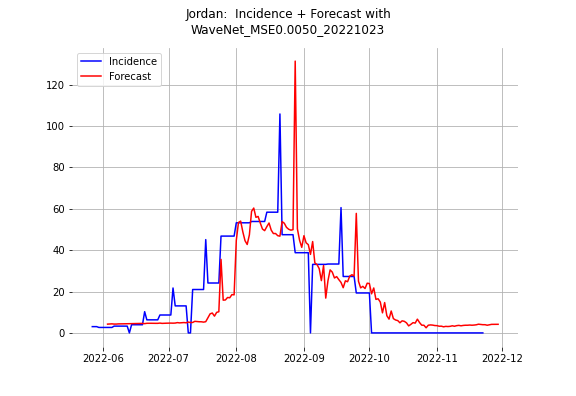 Jordan:  Incidence + Forecast with
WaveNet_MSE0.0050_20221023
Incidence
Forecast
120
100
80
60
40
20
0
2022-06 2022-07 2022-08 2022-09 2022-10 2022-11 2022-12